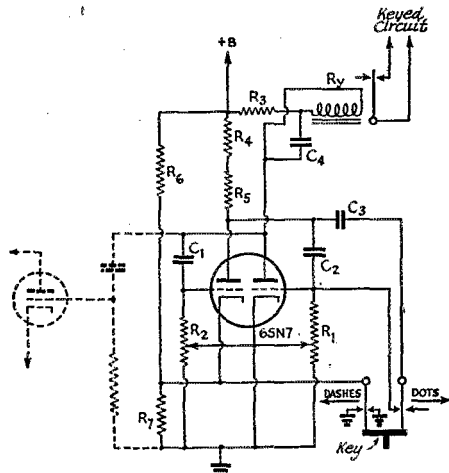 Keyed
Circuit
+B
Ry
R3
R4
C4
R6
R5
C3
C1
C2
R2
6SN7
R1
DASHES
DOTS
R7
Key